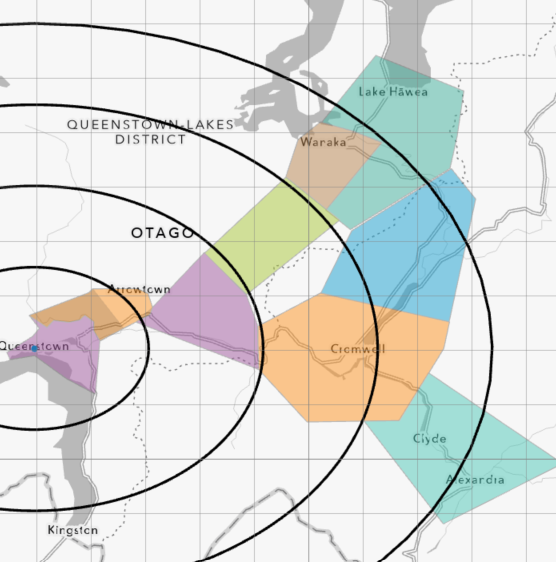 Lake Hāwea
QUEENSTOWN-LAKES
DISTRICT
Wanaka
OTAGO
Arrowtown
Queenstown
Cromwell
Clyde
Alexandra
Kingston